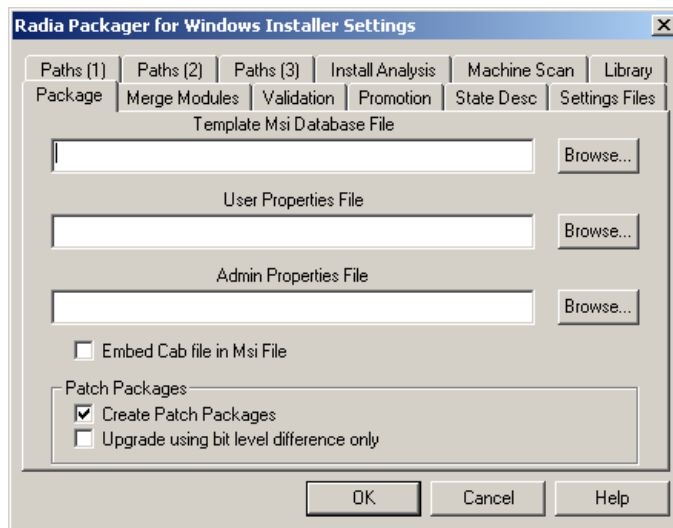 Radia Packager for Windows Installer Settings
Paths (1) Paths (2) Paths (3) Install Analysis Machine Scan Library
Package Merge Modules Validation Promotion State Desc Settings Files
Template Msi Database File
Browse...
User Properties File
Browse...
Admin Properties File
Browse...
Embed Cab file in Msi File
Patch Packages
Create Patch Packages
Upgrade using bit level difference only
OK Cancel Help